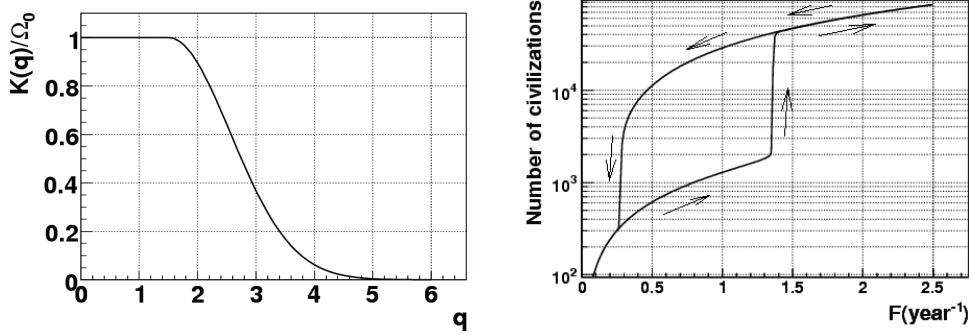 K(q)/Ω0
1
0.8
0.6
0.4
0.2
0
0 1 2 3 4 5 6
q
Number of civilizations
10^4
10^3
10^2
0 0.5 1 1.5 2 2.5
F(year^-1)